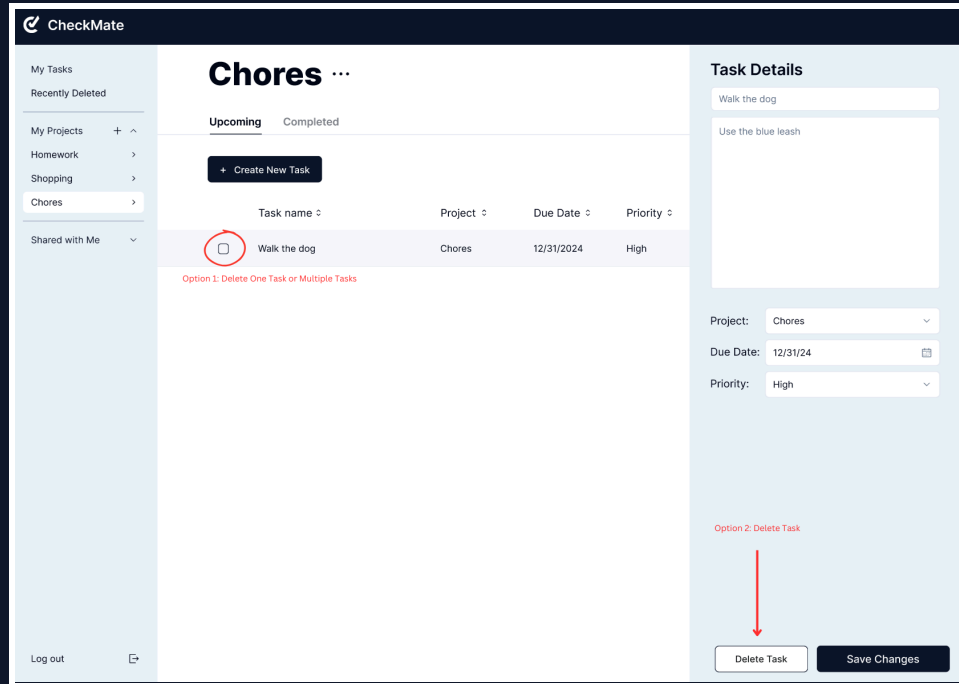 CheckMate
My Tasks
Recently Deleted
My Projects
Homework
Shopping
Chores
Shared with Me
Log out
Chores ...
Upcoming Completed
+ Create New Task
Task name Project Due Date Priority
Walk the dog Chores 12/31/2024 High
Option 1: Delete One Task or Multiple Tasks
Task Details
Walk the dog
Use the blue leash
Project: Chores
Due Date: 12/31/24
Priority: High
Option 2: Delete Task
Delete Task Save Changes